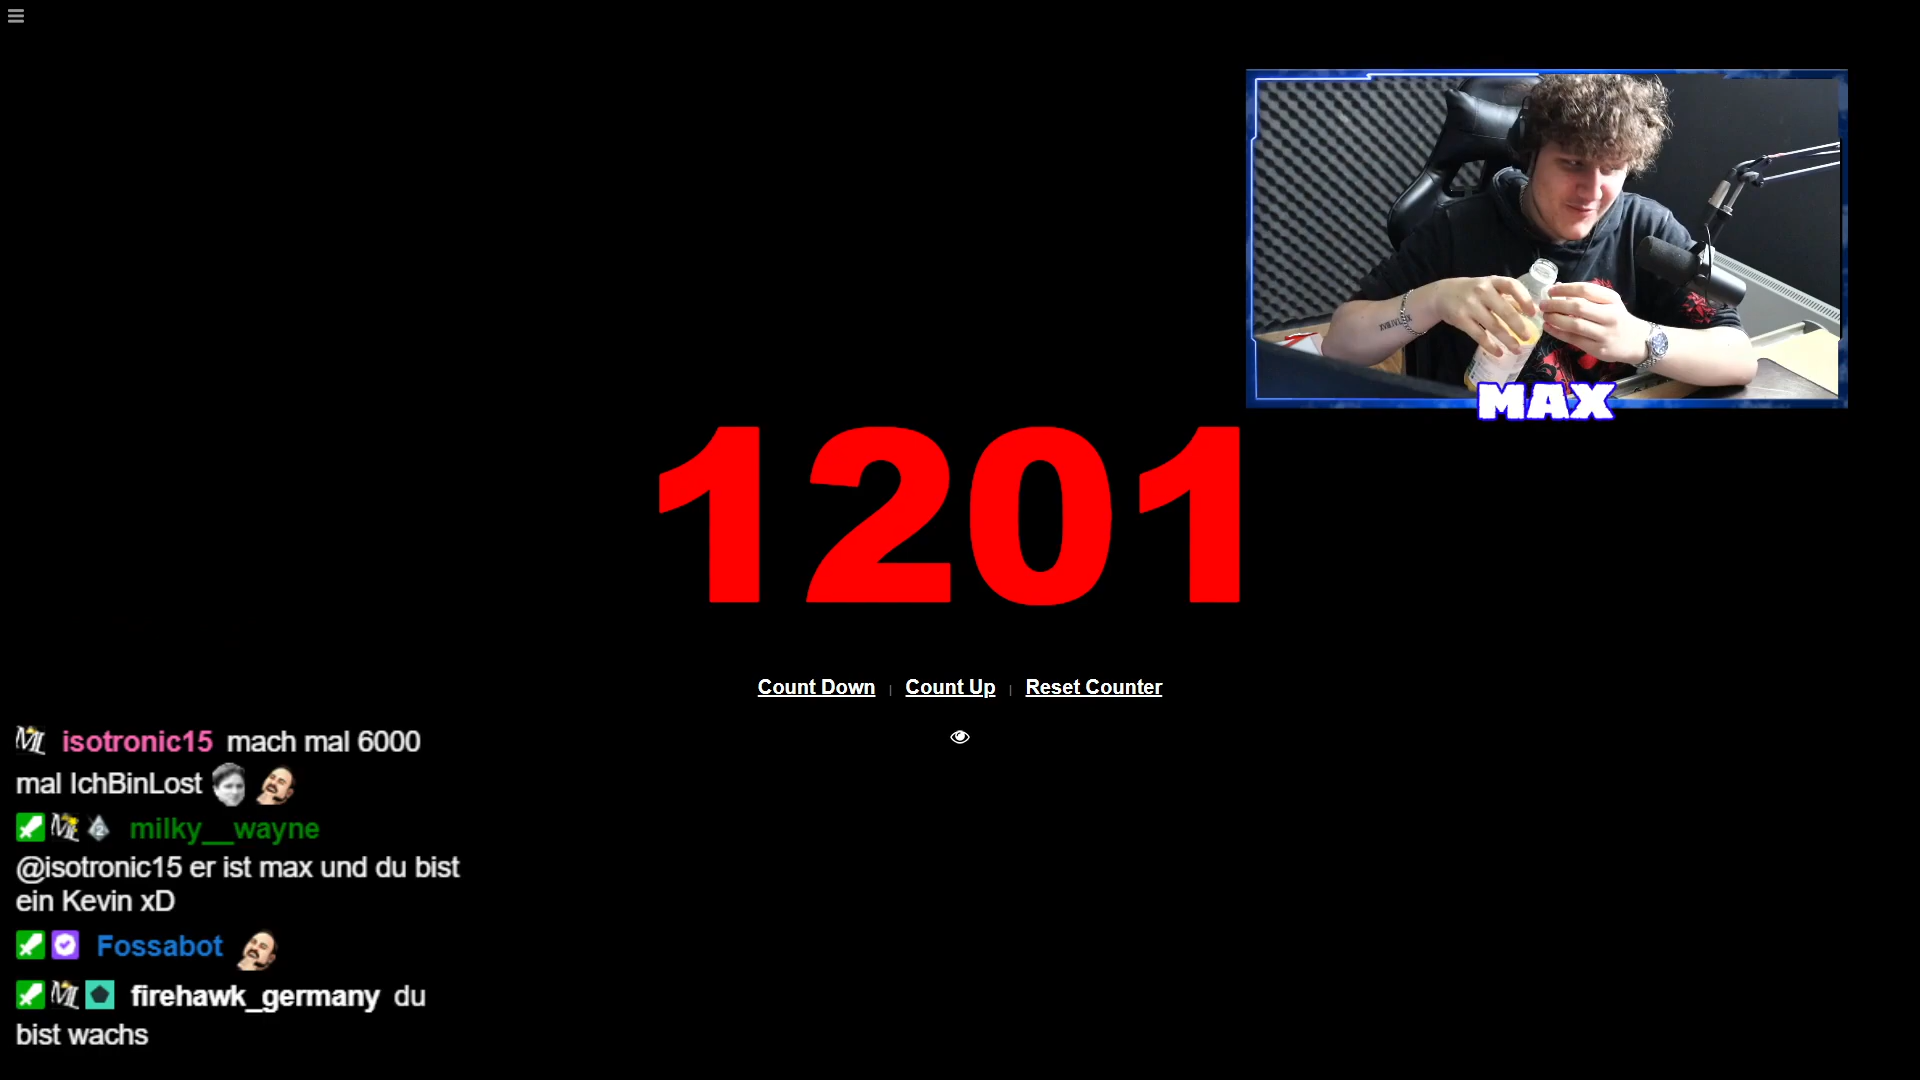 MAX
1201
Count Down | Count Up | Reset Counter
isotronic15 mach mal 6000
mal IchBinLost
milky__wayne
@isotronic15 er ist max und du bist
ein Kevin xD
Fossabot
firehawk_germany du
bist wachs